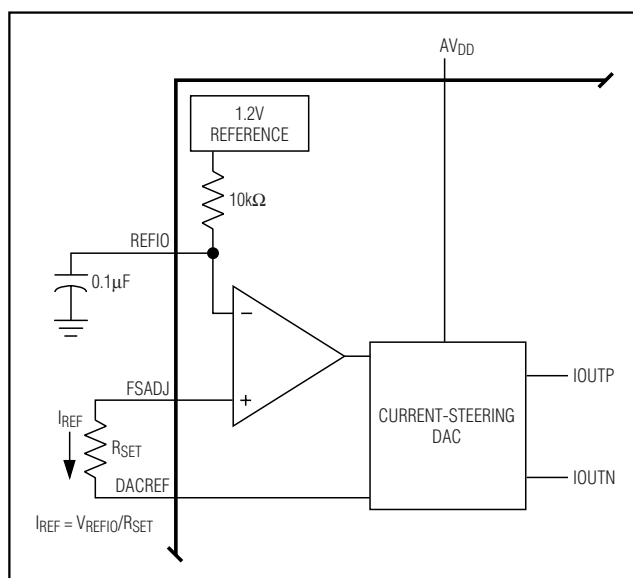 AVDD
1.2V
REFERENCE
10kΩ
REFIO
0.1µF
−
FSADJ
+
IREF
RSET
CURRENT-STEERING
DAC
IOUTP
IOUTN
DACREF
IREF = VREFIO/RSET